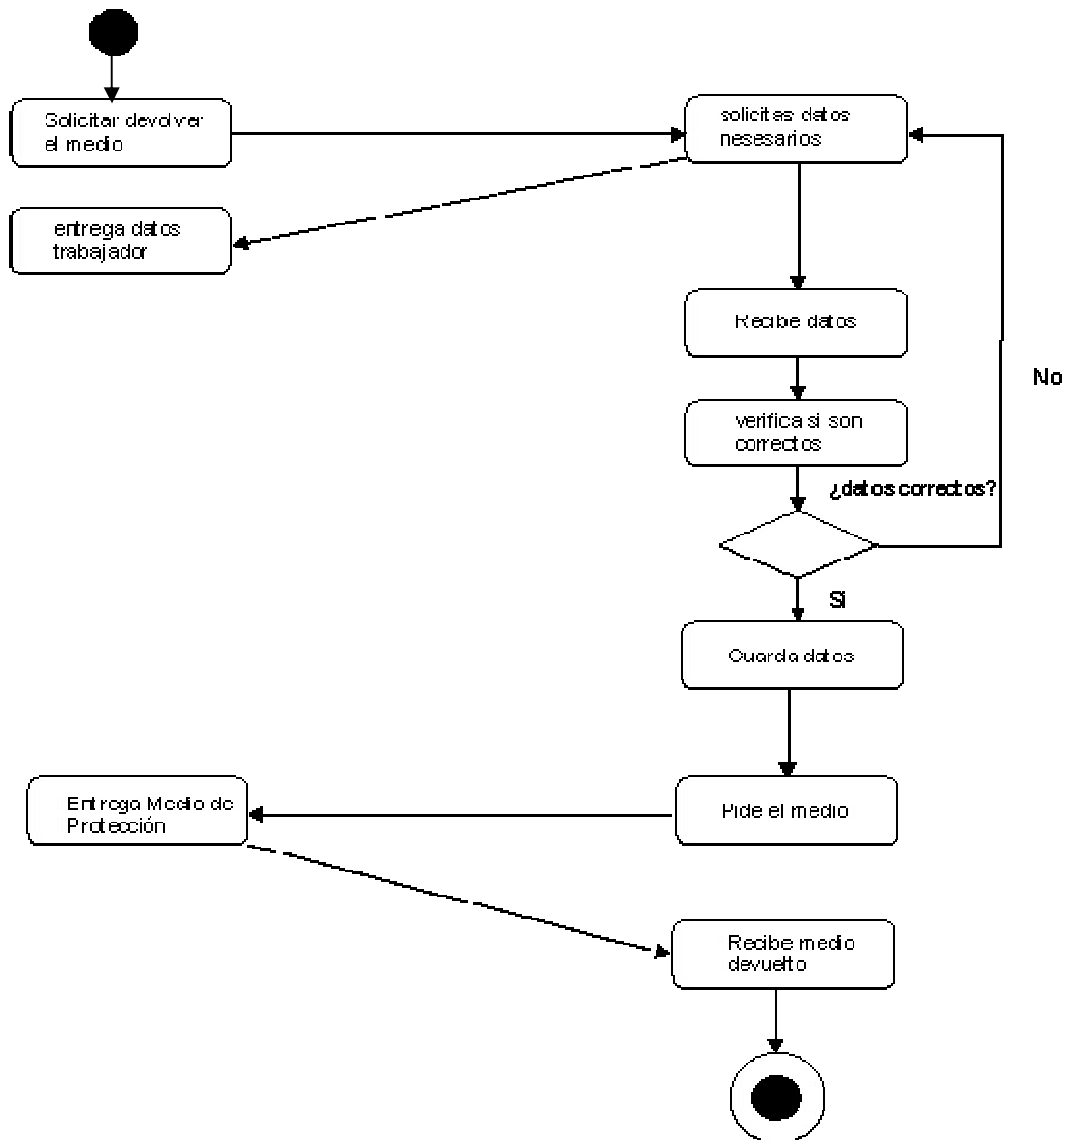 Solicitar devolver
el medio
solicitas datos
nesesarios
entrega datos
trabajador
Recibe datos
No
verifica si son
correctos
¿datos correctos?
Si
Guarda datos
Pide el medio
Entrega Medio de
Protección
Recibe medio
devuelto